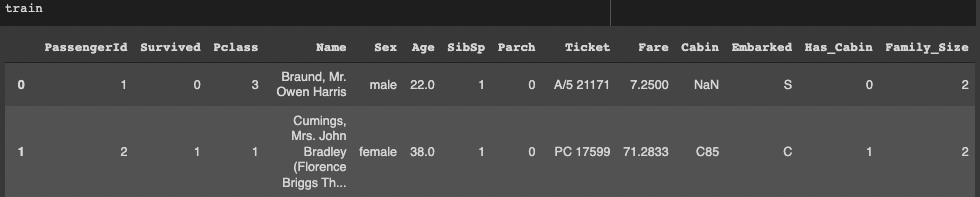 train
PassengerId Survived Pclass Name Sex Age SibSp Parch Ticket Fare Cabin Embarked Has_Cabin Family_Size
0 1 0 3 Braund, Mr. Owen Harris male 22.0 1 0 A/5 21171 7.2500 NaN S 0 2
1 2 1 1 Cumings, Mrs. John Bradley (Florence Briggs Th... female 38.0 1 0 PC 17599 71.2833 C85 C 1 2